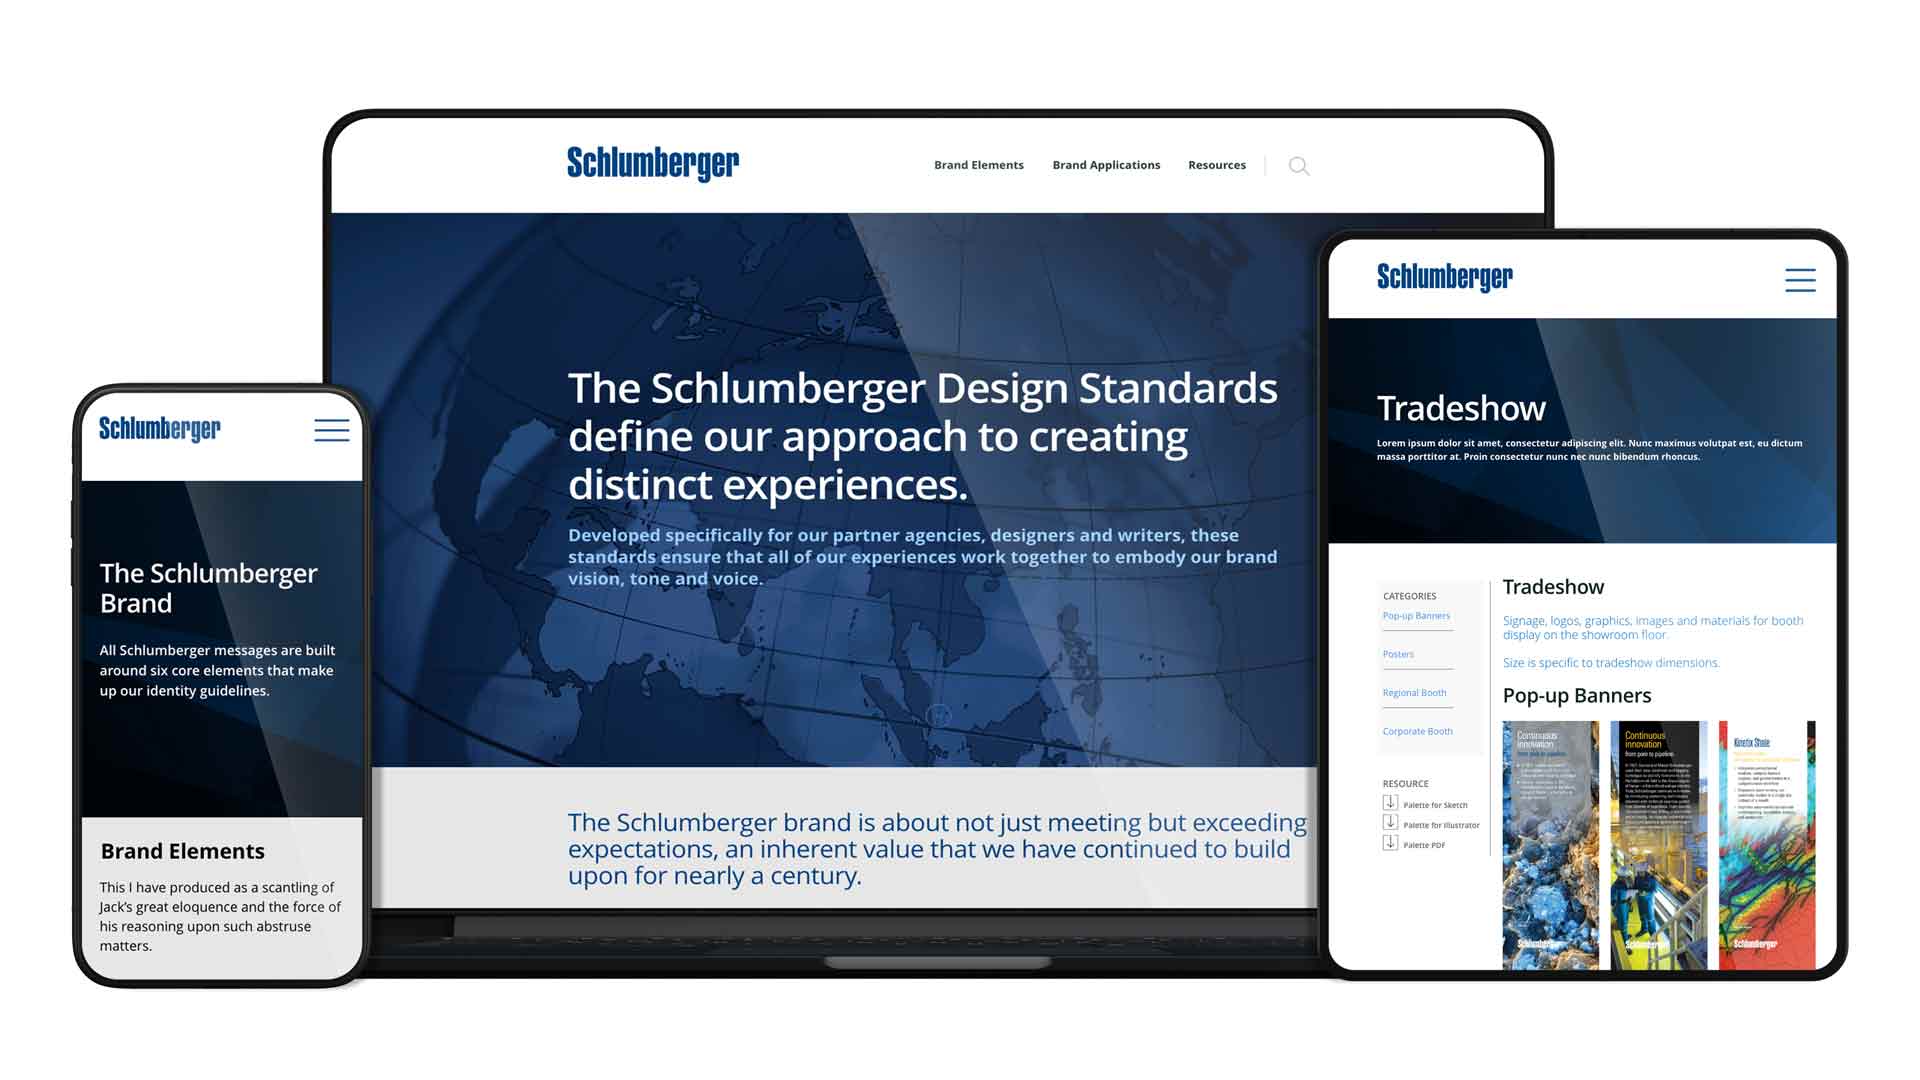 Schlumberger
Brand Elements Brand Applications Resources
The Schlumberger Design Standards
define our approach to creating
distinct experiences.
Developed specifically for our partner agencies, designers and writers, these
standards ensure that all of our experiences work together to embody our brand
vision, tone and voice.
The Schlumberger brand is about not just meeting but exceeding
expectations, an inherent value that we have continued to build
upon for nearly a century.
Schlumberger
The Schlumberger
Brand
All Schlumberger messages are built
around six core elements that make
up our identity guidelines.
Brand Elements
This I have produced as a scantling of
Jack's great eloquence and the force of
his reasoning upon such abstruse
matters.
Schlumberger
Tradeshow
Lorem ipsum dolor sit amet, consectetur adipiscing elit. Nunc maximus volutpat est, eu dictum
massa porttitor at. Proin consectetur nunc nec nunc bibendum rhoncus.
CATEGORIES
Pop-up Banners
Posters
Regional Booth
Corporate Booth
RESOURCE
Palette for Sketch
Palette for Illustrator
Palette PDF
Tradeshow
Signage, logos, graphics, images and materials for booth
display on the showroom floor.
Size is specific to tradeshow dimensions.
Pop-up Banners
Continuous
innovation
from pore to pipeline
Schlumberger
Continuous
innovation
from pore to pipeline
Schlumberger
Kinetix Shale
Schlumberger